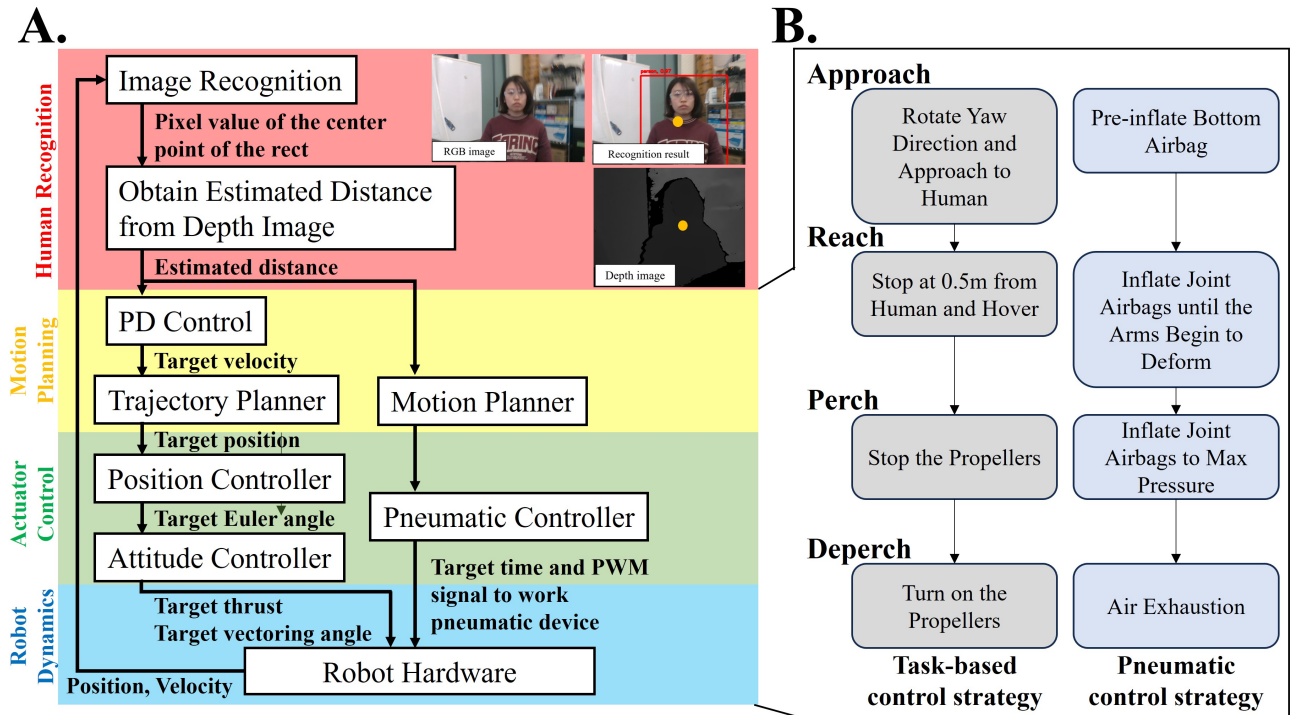 A.
B.
Human Recognition
Image Recognition
Pixel value of the center
point of the rect
Obtain Estimated Distance
from Depth Image
Estimated distance
RGB image
Recognition result
Depth image
Motion
Planning
PD Control
Target velocity
Trajectory Planner
Motion Planner
Target position
Actuator
Control
Position Controller
Target Euler angle
Attitude Controller
Pneumatic Controller
Target time and PWM
signal to work
pneumatic device
Robot
Dynamics
Target thrust
Target vectoring angle
Robot Hardware
Position, Velocity
Approach
Rotate Yaw
Direction and
Approach to
Human
Pre-inflate Bottom
Airbag
Reach
Stop at 0.5m from
Human and Hover
Inflate Joint
Airbags until the
Arms Begin to
Deform
Perch
Stop the Propellers
Inflate Joint
Airbags to Max
Pressure
Deperch
Turn on the
Propellers
Air Exhaustion
Task-based
control strategy
Pneumatic
control strategy